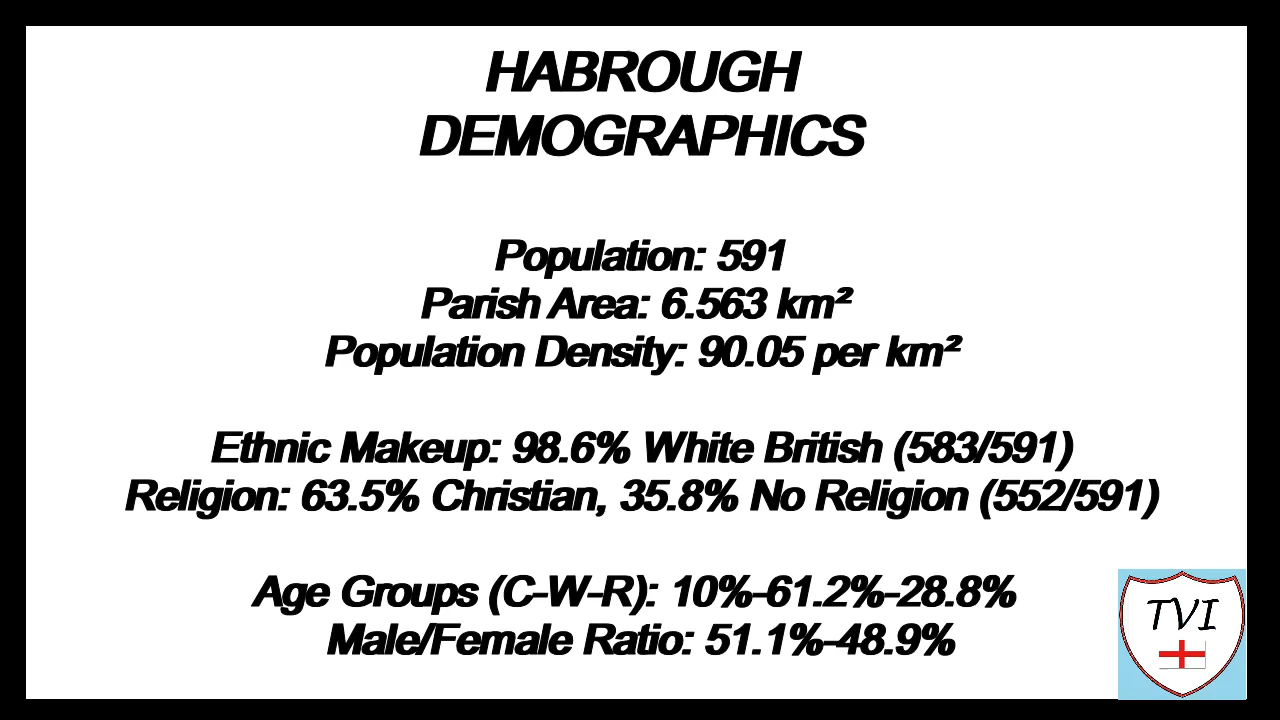 HABROUGH
DEMOGRAPHICS
Population: 591
Parish Area: 6.563 km²
Population Density: 90.05 per km²
Ethnic Makeup: 98.6% White British (583/591)
Religion: 63.5% Christian, 35.8% No Religion (552/591)
Age Groups (C-W-R): 10%-61.2%-28.8%
Male/Female Ratio: 51.1%-48.9%
TVI